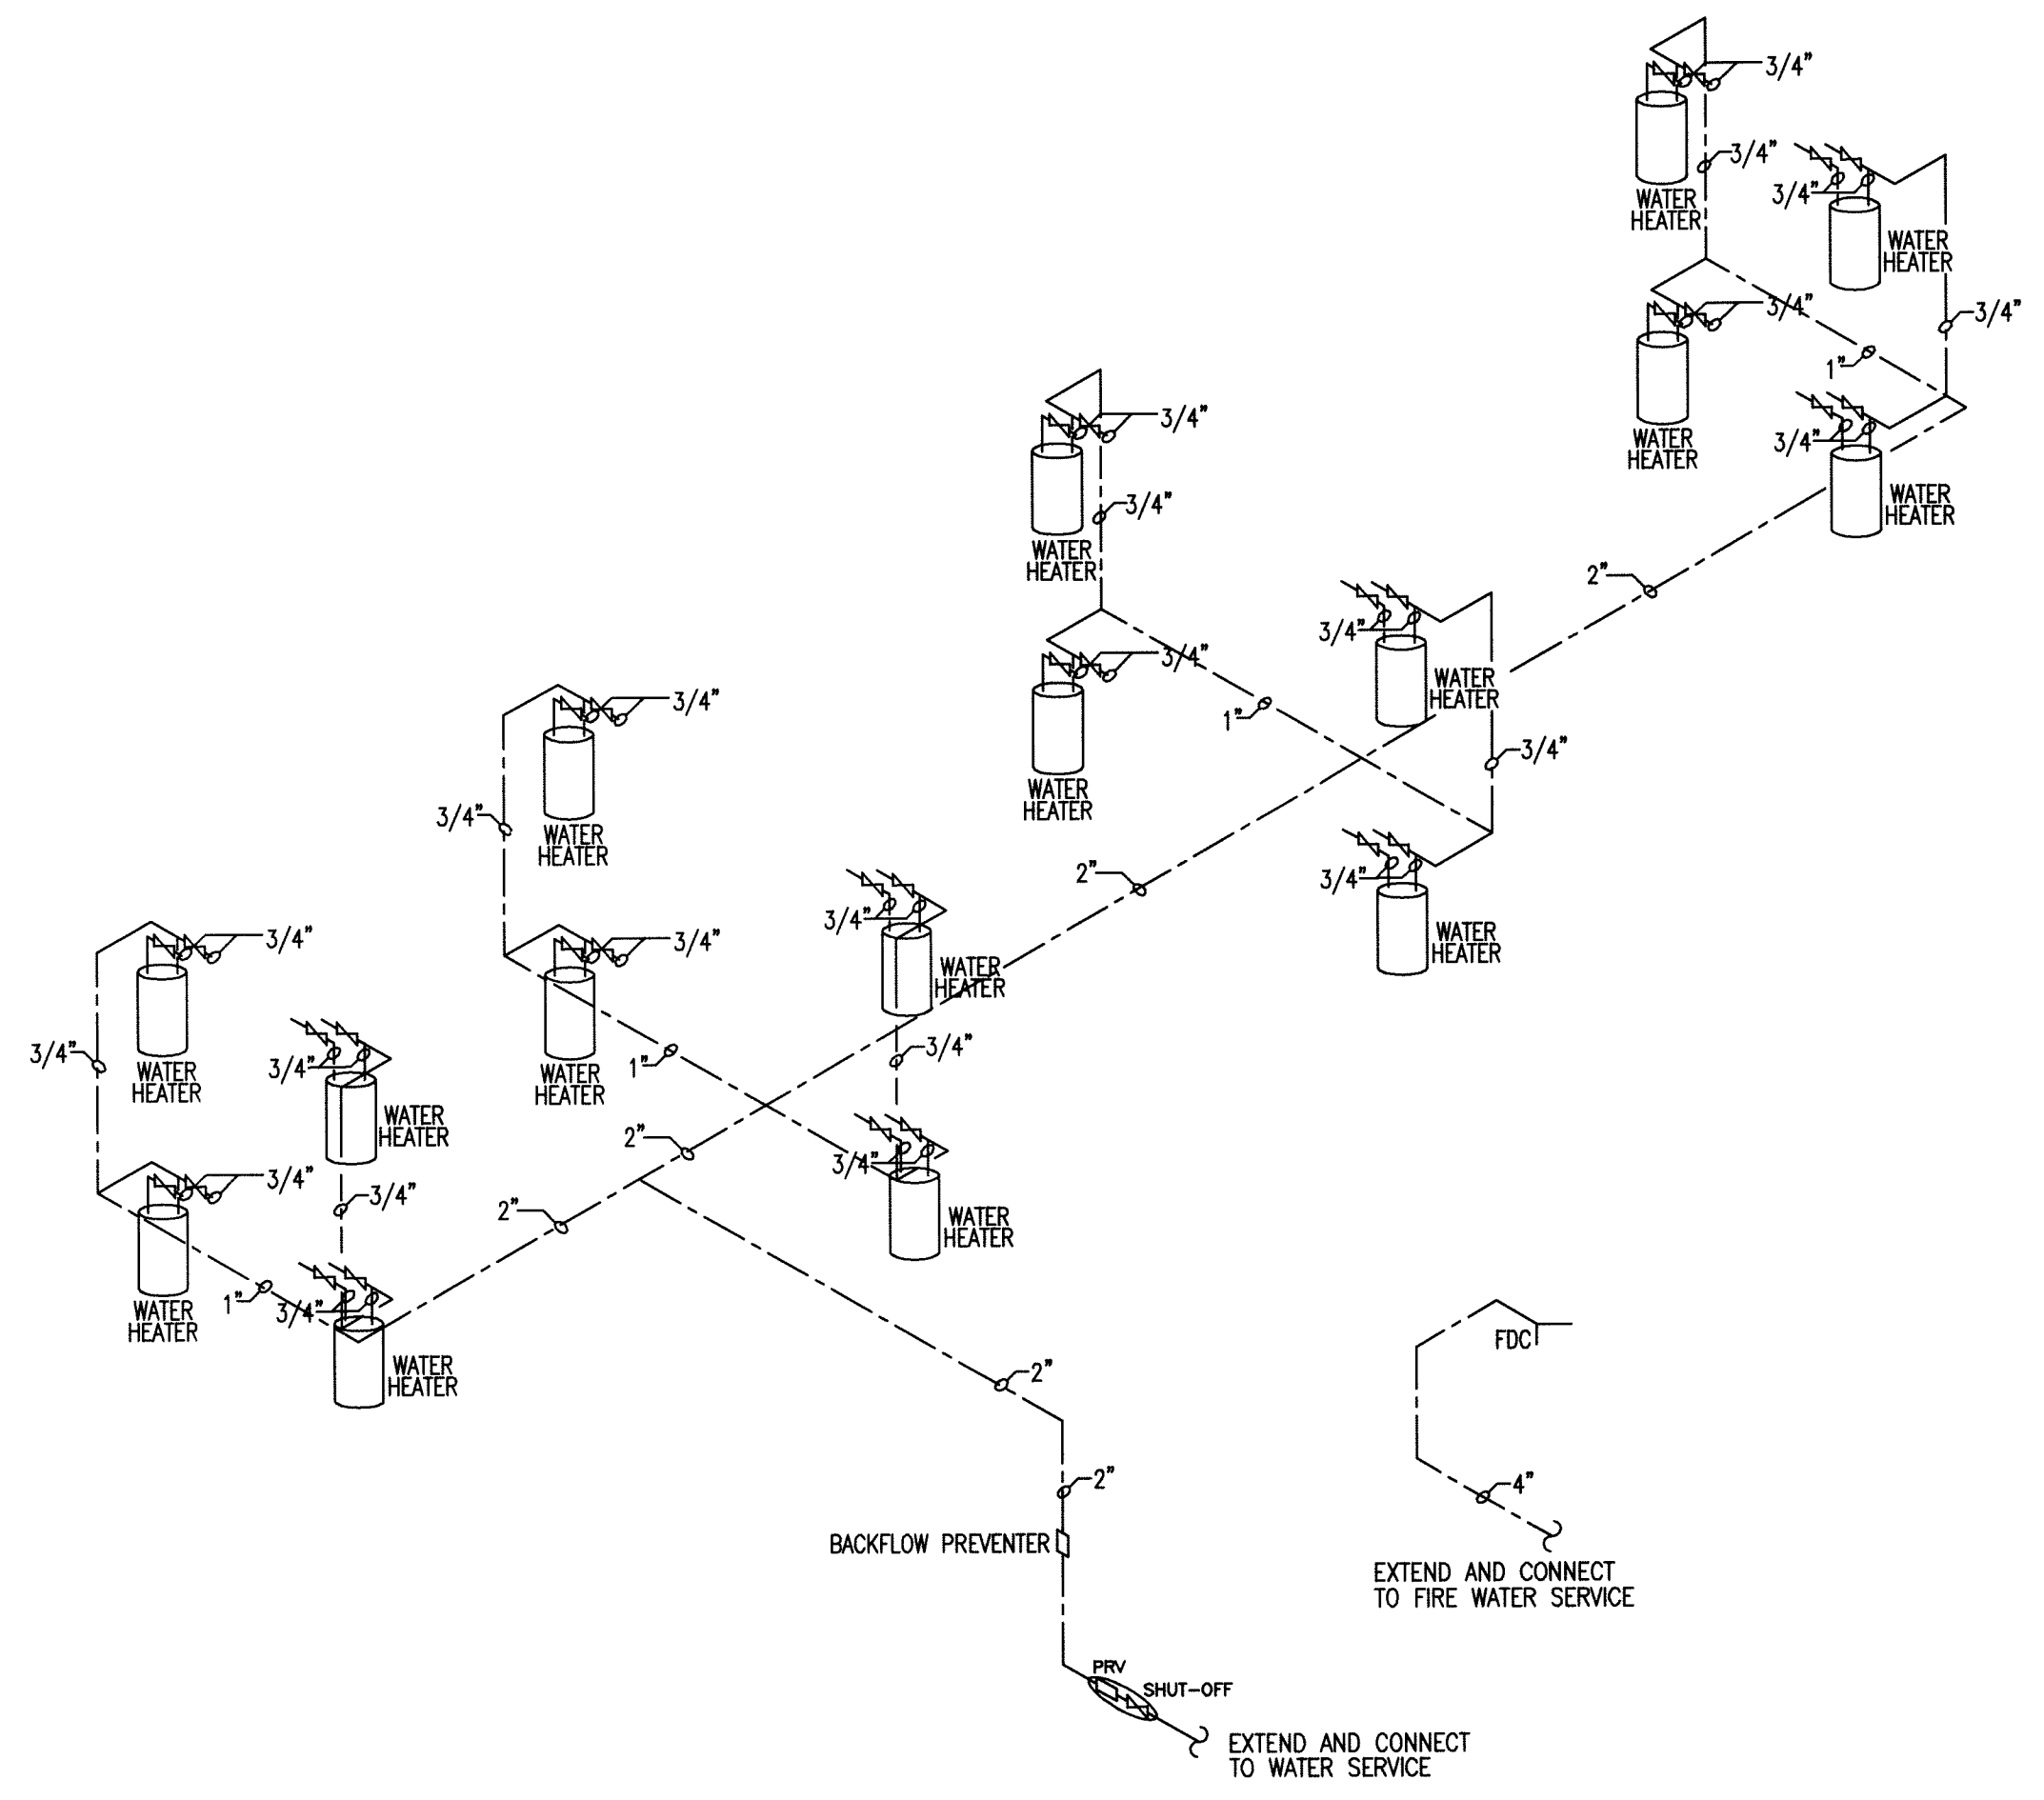 3/4"
3/4"
WATER
HEATER
3/4"
WATER
HEATER
3/4"
3/4"
1"
WATER
HEATER
3/4"
WATER
HEATER
3/4"
3/4"
WATER
HEATER
2"
3/4"
WATER
HEATER
3/4"
1"
WATER
HEATER
3/4"
3/4"
WATER
HEATER
3/4"
3/4"
WATER
HEATER
2"
3/4"
WATER
HEATER
3/4"
WATER
HEATER
3/4"
3/4"
1"
WATER
HEATER
3/4"
WATER
HEATER
2"
3/4"
3/4"
WATER
HEATER
3/4"
3/4"
WATER
HEATER
3/4"
3/4"
2"
1"
WATER
HEATER
3/4"
WATER
HEATER
2"
2"
BACKFLOW PREVENTER
PRV
SHUT-OFF
EXTEND AND CONNECT
TO WATER SERVICE
FDC
4"
EXTEND AND CONNECT
TO FIRE WATER SERVICE